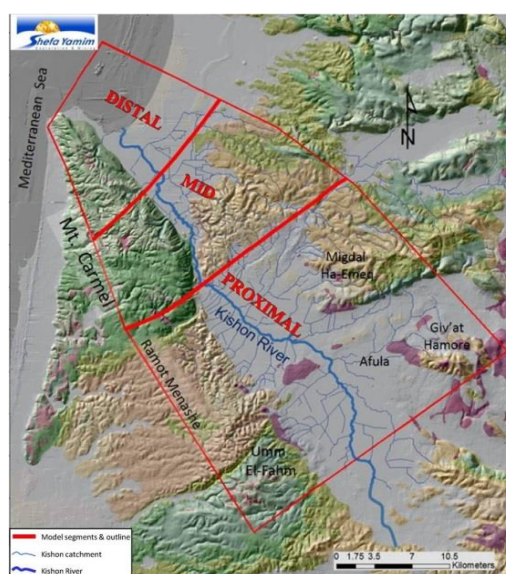 Shefa Yamim
Exploration & Mining
Mediterranean Sea
DISTAL
MID
PROXIMAL
N
Mt. Carmel
Migdal
Ha-Emeq
Kishon River
Giv'at
Hamore
Afula
Ramot Menashe
Umm
El-Fahm
Model segments & outline
Kishon catchment
Kishon River
0 1.75 3.5 7 10.5
Kilometers